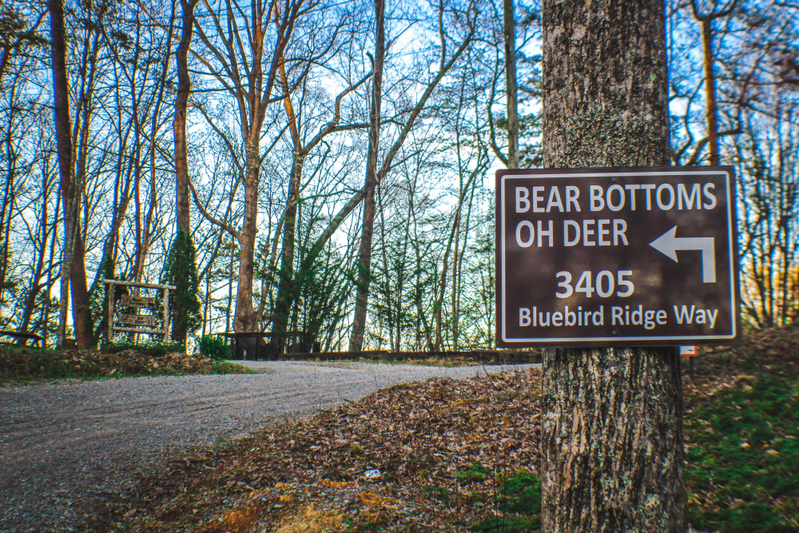 BEAR BOTTOMS
OH DEER
3405
Bluebird Ridge Way